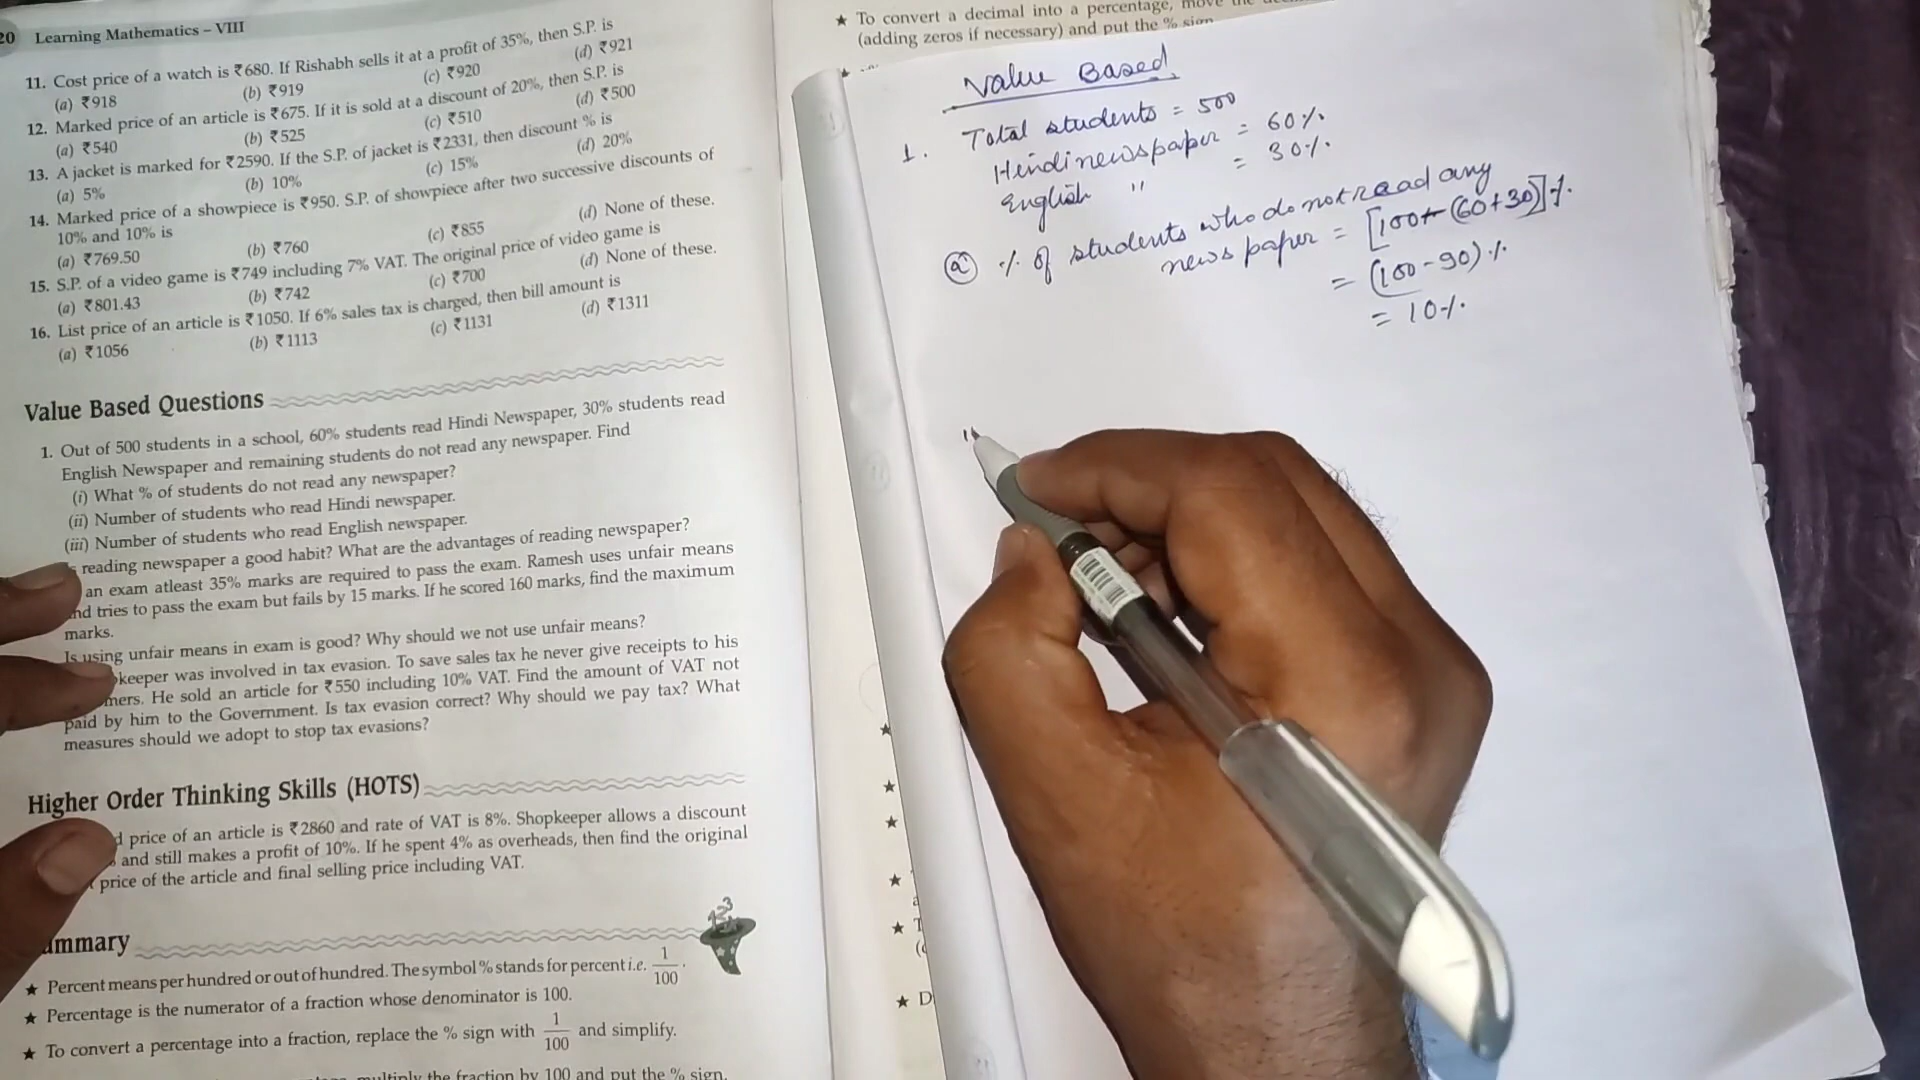 20 Learning Mathematics – VIII
11. Cost price of a watch is ₹680. If Rishabh sells it at a profit of 35%, then S.P. is
(a) ₹918 (b) ₹919 (c) ₹920 (d) ₹921
12. Marked price of an article is ₹675. If it is sold at a discount of 20%, then S.P. is
(a) ₹540 (b) ₹525 (c) ₹510 (d) ₹500
13. A jacket is marked for ₹2590. If the S.P. of jacket is ₹2331, then discount % is
(a) 5% (b) 10% (c) 15% (d) 20%
14. Marked price of a showpiece is ₹950. S.P. of showpiece after two successive discounts of
10% and 10% is
(a) ₹769.50 (b) ₹760 (c) ₹855 (d) None of these.
15. S.P. of a video game is ₹749 including 7% VAT. The original price of video game is
(a) ₹801.43 (b) ₹742 (c) ₹700 (d) None of these.
16. List price of an article is ₹1050. If 6% sales tax is charged, then bill amount is
(a) ₹1056 (b) ₹1113 (c) ₹1131 (d) ₹1311
Value Based Questions
1. Out of 500 students in a school, 60% students read Hindi Newspaper, 30% students read
English Newspaper and remaining students do not read any newspaper. Find
(i) What % of students do not read any newspaper?
(ii) Number of students who read Hindi newspaper.
(iii) Number of students who read English newspaper.
reading newspaper a good habit? What are the advantages of reading newspaper?
an exam atleast 35% marks are required to pass the exam. Ramesh uses unfair means
nd tries to pass the exam but fails by 15 marks. If he scored 160 marks, find the maximum
marks.
Is using unfair means in exam is good? Why should we not use unfair means?
keeper was involved in tax evasion. To save sales tax he never give receipts to his
mers. He sold an article for ₹550 including 10% VAT. Find the amount of VAT not
paid by him to the Government. Is tax evasion correct? Why should we pay tax? What
measures should we adopt to stop tax evasions?
Higher Order Thinking Skills (HOTS)
d price of an article is ₹2860 and rate of VAT is 8%. Shopkeeper allows a discount
and still makes a profit of 10%. If he spent 4% as overheads, then find the original
price of the article and final selling price including VAT.
mmary
★ Percent means per hundred or out of hundred. The symbol % stands for percent i.e. 1/100.
★ Percentage is the numerator of a fraction whose denominator is 100.
★ To convert a percentage into a fraction, replace the % sign with 1/100 and simplify.
multiply the fraction by 100 and put the % sign.
★ To convert a decimal into a percentage, move the
(adding zeros if necessary) and put the % sign
Value Based
1. Total students = 500
Hindi newspaper = 60%
English " = 30%
(a) % of students who do not read any
news paper = [100 - (60+30)]%
= (100-90)%
= 10%
★ D